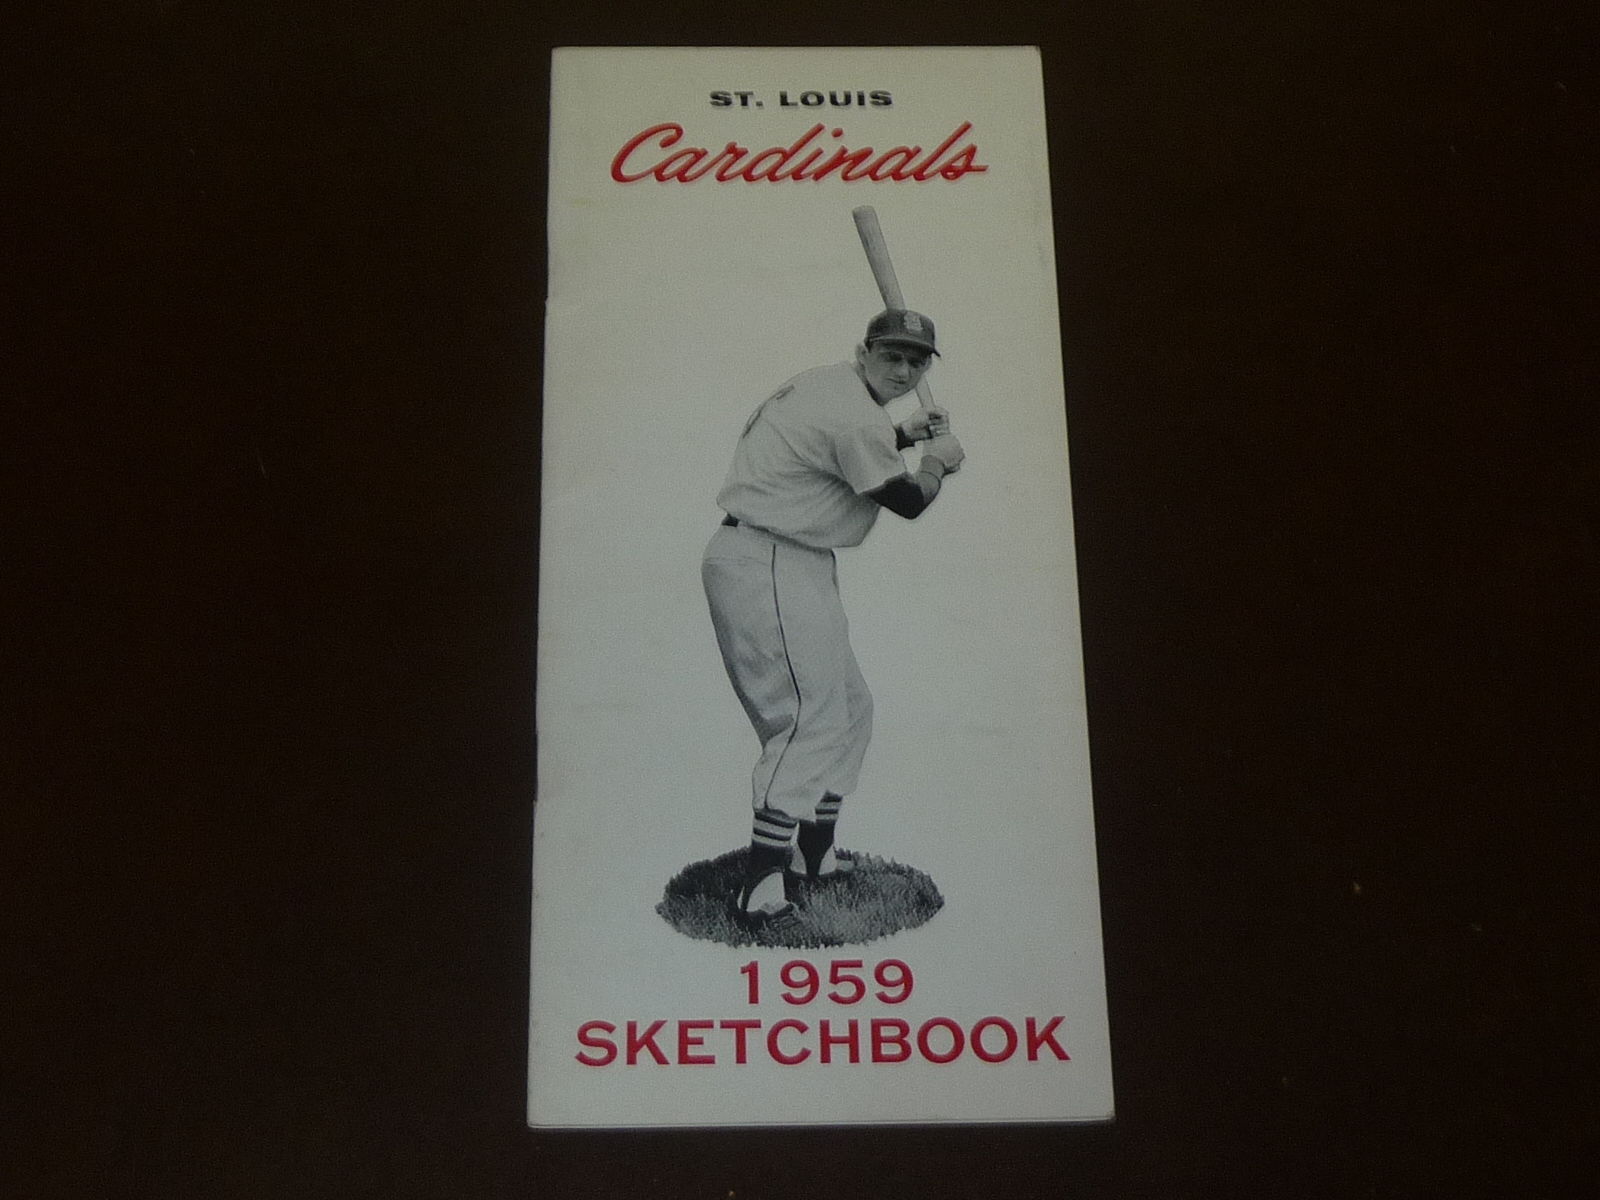 ST. LOUIS
Cardinals
1959
SKETCHBOOK